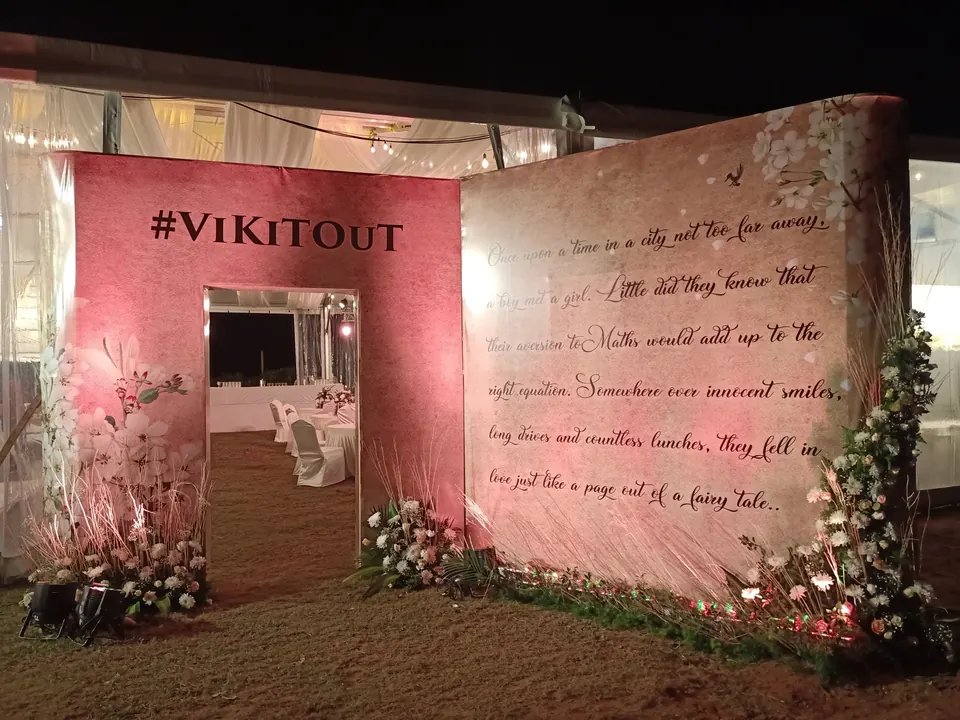 #ViKiTOuT
Once upon a time in a city not too far away,
a boy met a girl. Little did they know that
their aversion to Maths would add up to the
right equation. Somewhere over innocent smiles,
long drives and countless lunches, they fell in
love just like a page out of a fairy tale..